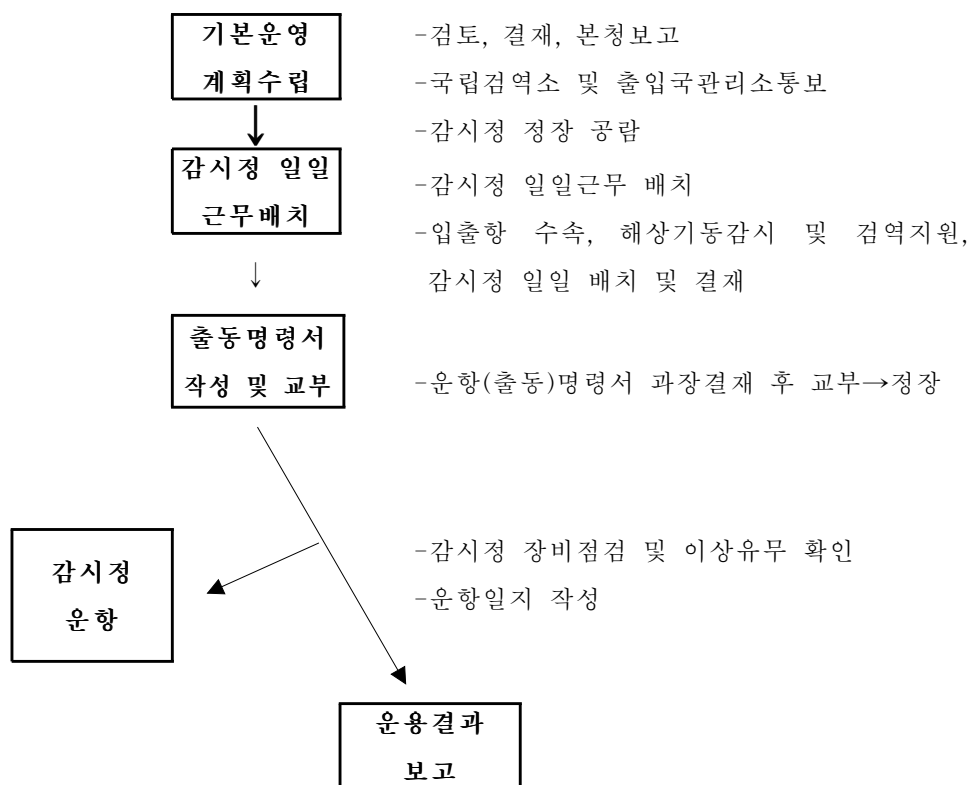 기본운영
계획수립
-검토, 결재, 본청보고
-국립검역소 및 출입국관리소통보
-감시정 정장 공람
↓
감시정 일일
근무배치
-감시정 일일근무 배치
-입출항 수속, 해상기동감시 및 검역지원,
감시정 일일 배치 및 결재
↓
출동명령서
작성 및 교부
-운항(출동)명령서 과장결재 후 교부→정장
감시정
운항
-감시정 장비점검 및 이상유무 확인
-운항일지 작성
운용결과
보고